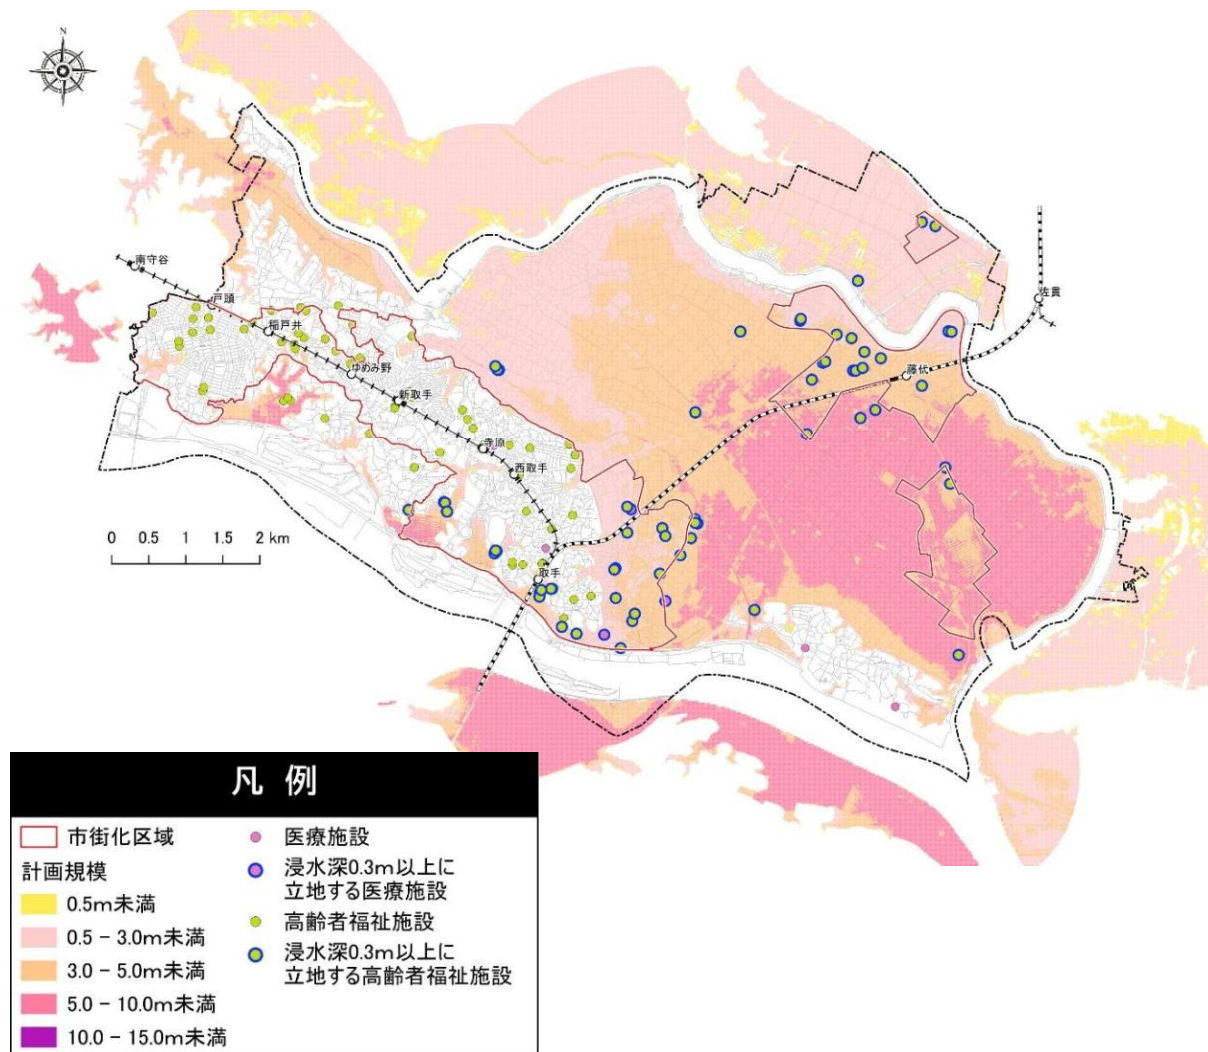 N
南守谷
戸頭
稲戸井
ゆめみ野
新取手
寺原
西取手
取手
藤代
佐貫
0 0.5 1 1.5 2 km
凡 例
市街化区域
計画規模
0.5m未満
0.5 - 3.0m未満
3.0 - 5.0m未満
5.0 - 10.0m未満
10.0 - 15.0m未満
医療施設
浸水深0.3m以上に
立地する医療施設
高齢者福祉施設
浸水深0.3m以上に
立地する高齢者福祉施設